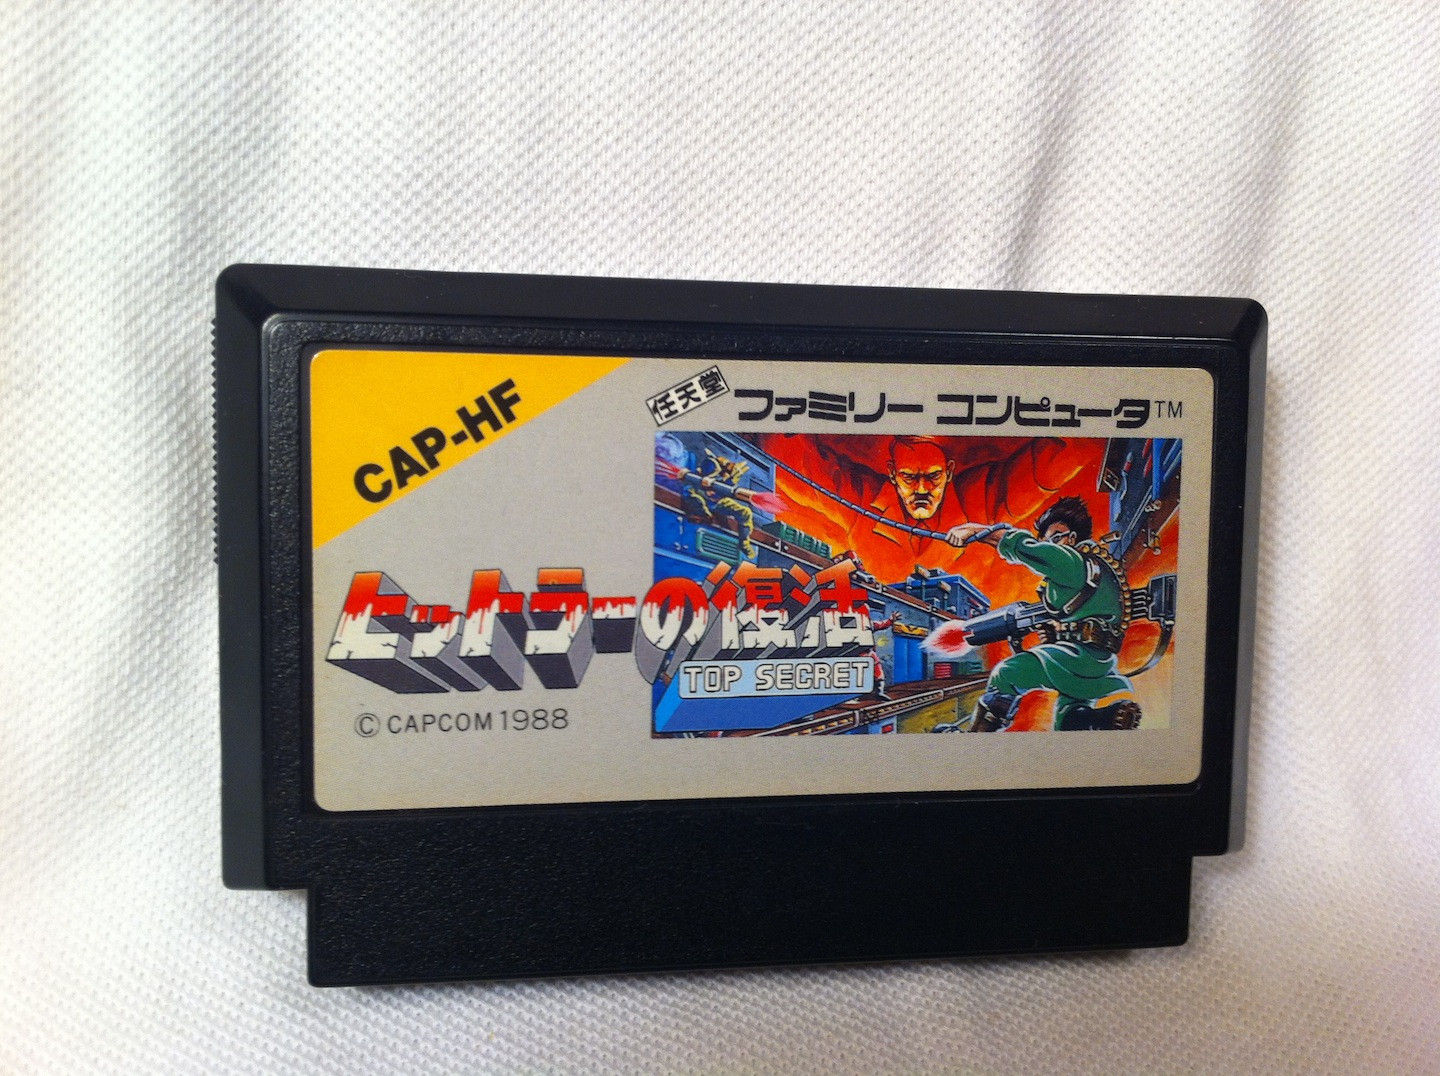 CAP-HF
任天堂 ファミリー コンピュータ™
ヒットラーの復活
TOP SECRET
© CAPCOM 1988